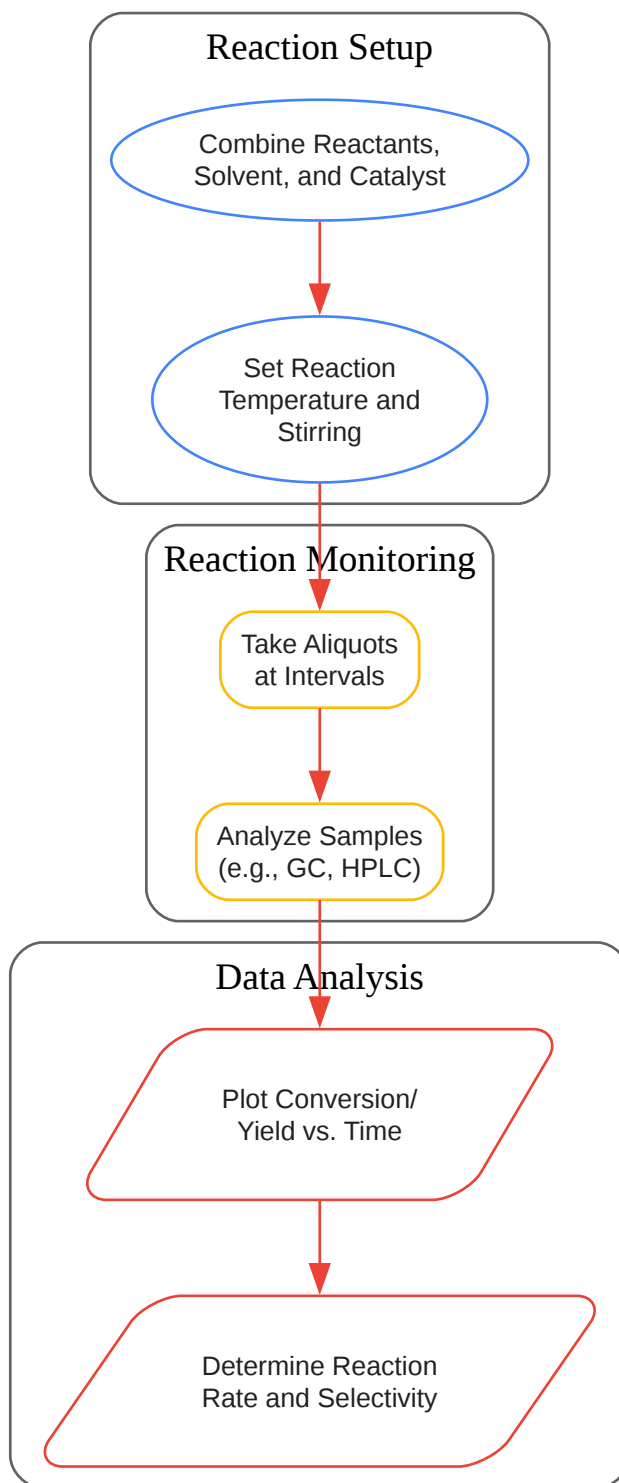 Reaction Setup
Combine Reactants,
Solvent, and Catalyst
Set Reaction
Temperature and
Stirring
Reaction Monitoring
Take Aliquots
at Intervals
Analyze Samples
(e.g., GC, HPLC)
Data Analysis
Plot Conversion/
Yield vs. Time
Determine Reaction
Rate and Selectivity